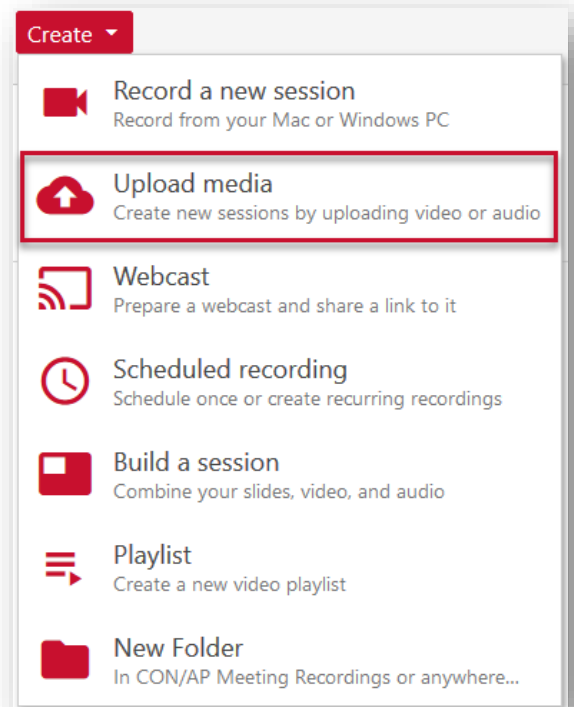 Create
Record a new session
Record from your Mac or Windows PC
Upload media
Create new sessions by uploading video or audio
Webcast
Prepare a webcast and share a link to it
Scheduled recording
Schedule once or create recurring recordings
Build a session
Combine your slides, video, and audio
Playlist
Create a new video playlist
New Folder
In CON/AP Meeting Recordings or anywhere...